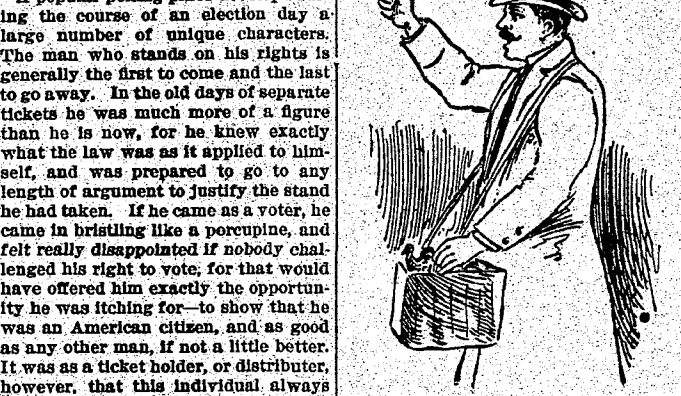 ing the course of an election day a
large number of unique characters.
The man who stands on his rights is
generally the first to come and the last
to go away. In the old days of separate
tickets he was much more of a figure
than he is now, for he knew exactly
what the law was as it applied to him-
self, and was prepared to go to any
length of argument to justify the stand
he had taken. If he came as a voter, he
came in bristling like a porcupine, and
felt really disappointed if nobody chal-
lenged his right to vote, for that would
have offered him exactly the opportun-
ity he was itching for—to show that he
was an American citizen, and as good
as any other man, if not a little better.
It was as a ticket holder, or distributer,
however, that this individual always